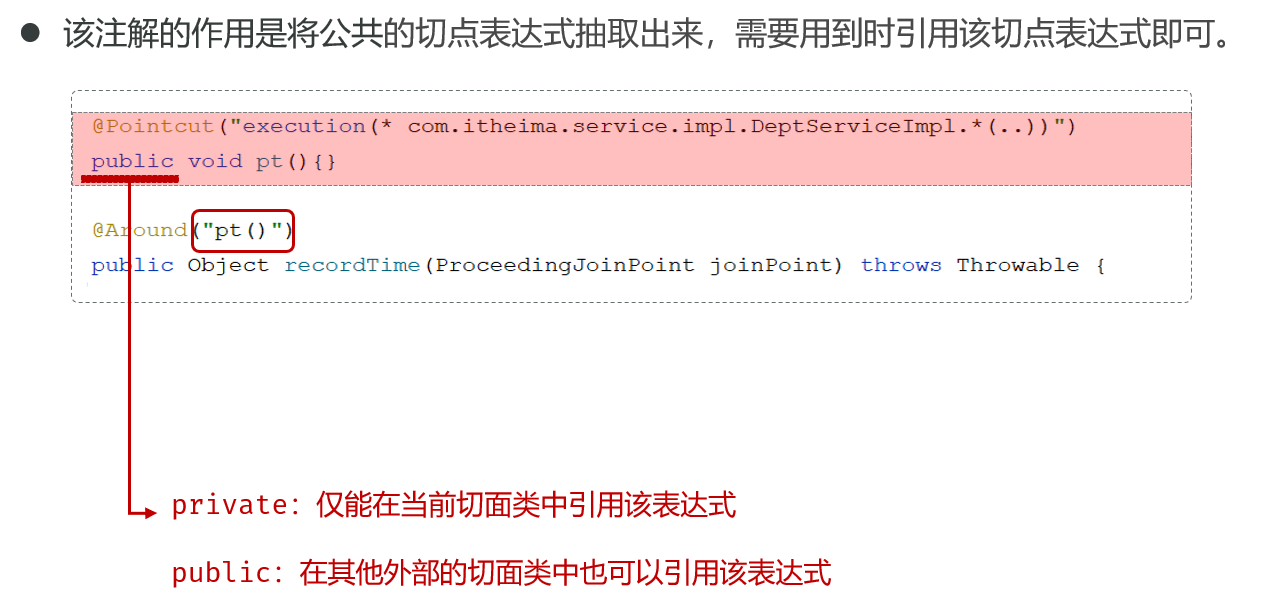 ● 该注解的作用是将公共的切点表达式抽取出来，需要用到时引用该切点表达式即可。
@Pointcut("execution(* com.itheima.service.impl.DeptServiceImpl.*(..))")
public void pt(){}
@Around("pt()")
public Object recordTime(ProceedingJoinPoint joinPoint) throws Throwable {
private：仅能在当前切面类中引用该表达式
public：在其他外部的切面类中也可以引用该表达式